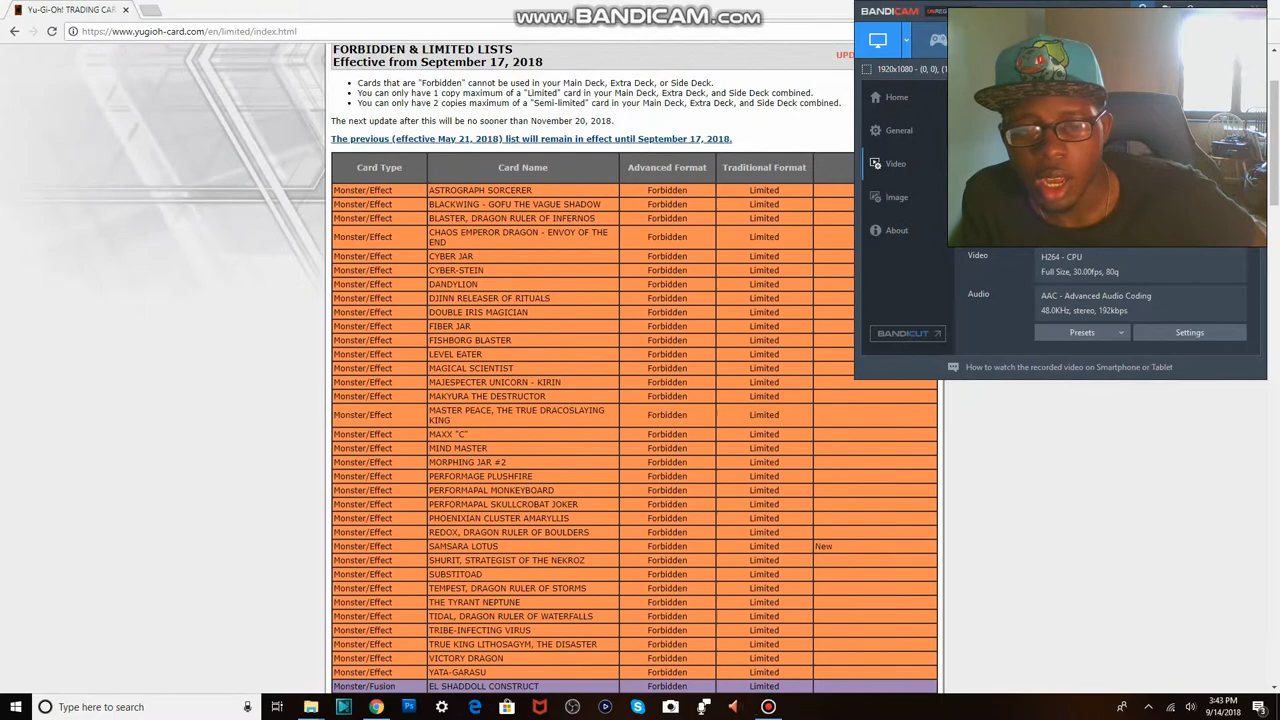 Yu-Gi-Oh! TRADING CAR
www.BANDICAM.com
https://www.yugioh-card.com/en/limited/index.html
FORBIDDEN & LIMITED LISTS
Effective from September 17, 2018
UPD
Cards that are "Forbidden" cannot be used in your Main Deck, Extra Deck, or Side Deck.
You can only have 1 copy maximum of a "Limited" card in your Main Deck, Extra Deck, and Side Deck combined.
You can only have 2 copies maximum of a "Semi-limited" card in your Main Deck, Extra Deck, and Side Deck combined.
The next update after this will be no sooner than November 20, 2018.
The previous (effective May 21, 2018) list will remain in effect until September 17, 2018.
Card Type Card Name Advanced Format Traditional Format
Monster/Effect ASTROGRAPH SORCERER Forbidden Limited
Monster/Effect BLACKWING - GOFU THE VAGUE SHADOW Forbidden Limited
Monster/Effect BLASTER, DRAGON RULER OF INFERNOS Forbidden Limited
Monster/Effect CHAOS EMPEROR DRAGON - ENVOY OF THE END Forbidden Limited
Monster/Effect CYBER JAR Forbidden Limited
Monster/Effect CYBER-STEIN Forbidden Limited
Monster/Effect DANDYLION Forbidden Limited
Monster/Effect DJINN RELEASER OF RITUALS Forbidden Limited
Monster/Effect DOUBLE IRIS MAGICIAN Forbidden Limited
Monster/Effect FIBER JAR Forbidden Limited
Monster/Effect FISHBORG BLASTER Forbidden Limited
Monster/Effect LEVEL EATER Forbidden Limited
Monster/Effect MAGICAL SCIENTIST Forbidden Limited
Monster/Effect MAJESPECTER UNICORN - KIRIN Forbidden Limited
Monster/Effect MAKYURA THE DESTRUCTOR Forbidden Limited
Monster/Effect MASTER PEACE, THE TRUE DRACOSLAYING KING Forbidden Limited
Monster/Effect MAXX "C" Forbidden Limited
Monster/Effect MIND MASTER Forbidden Limited
Monster/Effect MORPHING JAR #2 Forbidden Limited
Monster/Effect PERFORMAGE PLUSHFIRE Forbidden Limited
Monster/Effect PERFORMAPAL MONKEYBOARD Forbidden Limited
Monster/Effect PERFORMAPAL SKULLCROBAT JOKER Forbidden Limited
Monster/Effect PHOENIXIAN CLUSTER AMARYLLIS Forbidden Limited
Monster/Effect REDOX, DRAGON RULER OF BOULDERS Forbidden Limited
Monster/Effect SAMSARA LOTUS Forbidden Limited New
Monster/Effect SHURIT, STRATEGIST OF THE NEKROZ Forbidden Limited
Monster/Effect SUBSTITOAD Forbidden Limited
Monster/Effect TEMPEST, DRAGON RULER OF STORMS Forbidden Limited
Monster/Effect THE TYRANT NEPTUNE Forbidden Limited
Monster/Effect TIDAL, DRAGON RULER OF WATERFALLS Forbidden Limited
Monster/Effect TRIBE-INFECTING VIRUS Forbidden Limited
Monster/Effect TRUE KING LITHOSAGYM, THE DISASTER Forbidden Limited
Monster/Effect VICTORY DRAGON Forbidden Limited
Monster/Effect YATA-GARASU Forbidden Limited
Monster/Fusion EL SHADDOLL CONSTRUCT Forbidden Limited
BANDICAM
1920x1080 - (0, 0), (1
Home
General
Video
Image
About
BANDICUT
Video
H264 - CPU
Full Size, 30.00fps, 80q
Audio
AAC - Advanced Audio Coding
48.0KHz, stereo, 192kbps
Presets
Settings
How to watch the recorded video on Smartphone or Tablet
Type here to search
3:43 PM
9/14/2018